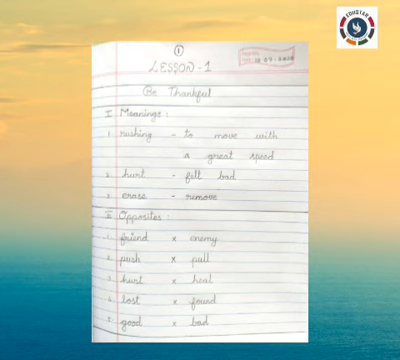 EDUSTAR
1
LESSON - 1
Be Thankful
I Meanings :
1. rushing - to move with
a great speed
2. hurt - felt bad
3. erase - remove
II Opposites :
1. friend x enemy
2. push x pull
3. hurt x heal
4. lost x found
5. good x bad